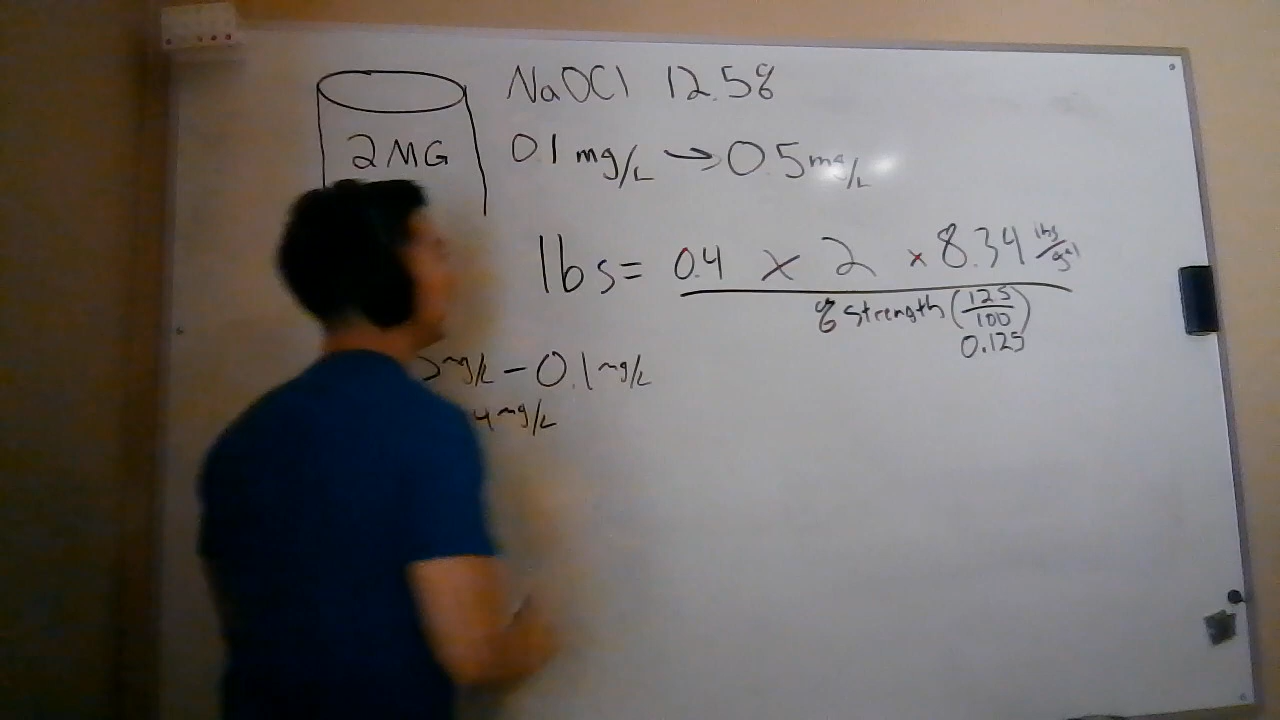 NaOCl 12.5%
2MG
0.1 mg/L → 0.5 mg/L
lbs = 0.4 x 2 x 8.34 lbs/gal
% strength (12.5/100)
0.125
mg/L - 0.1 mg/L
4 mg/L